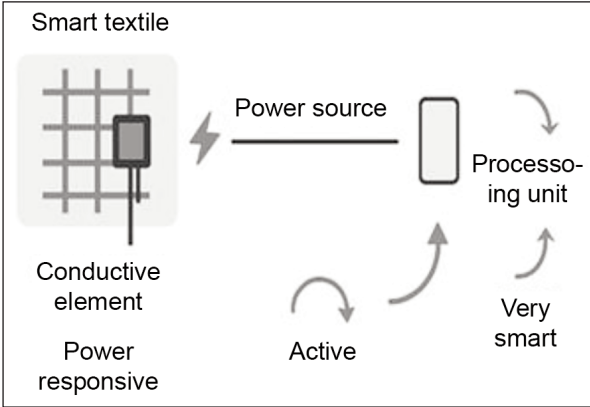 Smart textile
Power source
Processo-
ing unit
Conductive
element
Very
smart
Power
responsive
Active